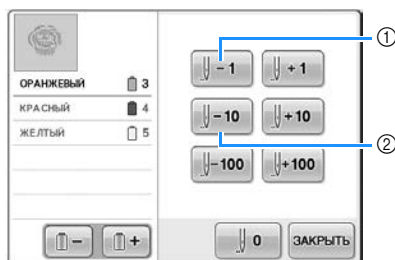 ①
-1 +1
ОРАНЖЕВЫЙ 3
КРАСНЫЙ 4
-10 +10
ЖЕЛТЫЙ 5
②
-100 +100
- + 0 ЗАКРЫТЬ